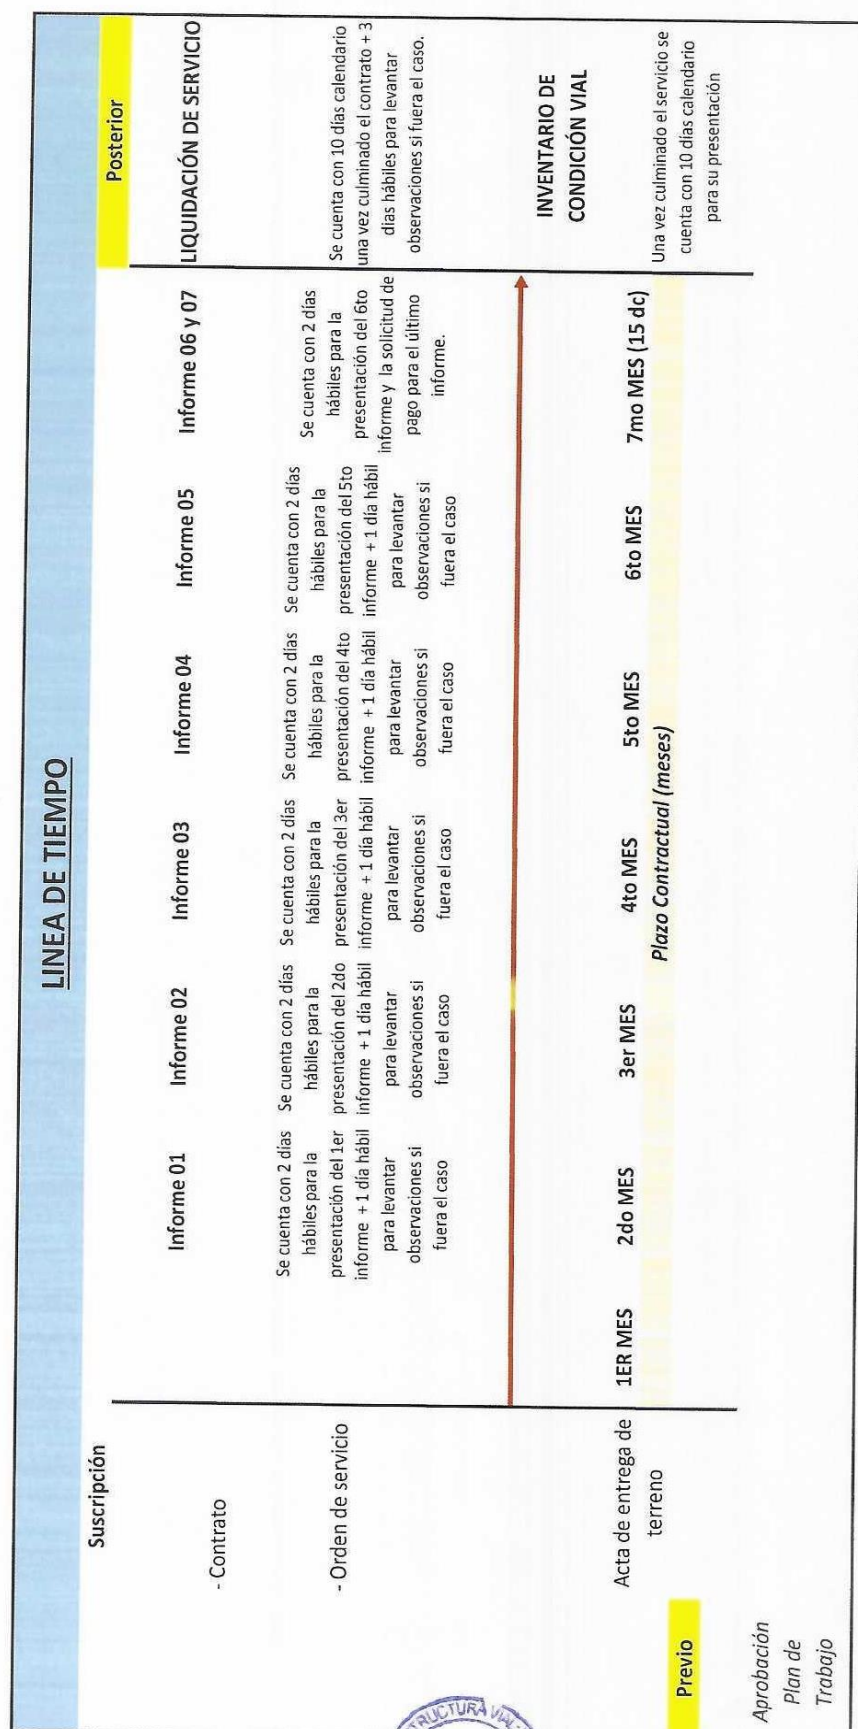 LINEA DE TIEMPO
Suscripción
- Contrato
- Orden de servicio
Acta de entrega de
terreno
Previo
Aprobación
Plan de
Trabajo
Informe 01
Se cuenta con 2 días
hábiles para la
presentación del 1er
informe + 1 día hábil
para levantar
observaciones si
fuera el caso
Informe 02
Se cuenta con 2 días
hábiles para la
presentación del 2do
informe + 1 día hábil
para levantar
observaciones si
fuera el caso
Informe 03
Se cuenta con 2 días
hábiles para la
presentación del 3er
informe + 1 día hábil
para levantar
observaciones si
fuera el caso
Informe 04
Se cuenta con 2 días
hábiles para la
presentación del 4to
informe + 1 día hábil
para levantar
observaciones si
fuera el caso
Informe 05
Se cuenta con 2 días
hábiles para la
presentación del 5to
informe + 1 día hábil
para levantar
observaciones si
fuera el caso
Informe 06 y 07
Se cuenta con 2 días
hábiles para la
presentación del 6to
informe y la solicitud de
pago para el último
informe.
1ER MES
2do MES
3er MES
4to MES
5to MES
6to MES
7mo MES (15 dc)
Plazo Contractual (meses)
Posterior
LIQUIDACIÓN DE SERVICIO
Se cuenta con 10 días calendario
una vez culminado el contrato + 3
días hábiles para levantar
observaciones si fuera el caso.
INVENTARIO DE
CONDICIÓN VIAL
Una vez culminado el servicio se
cuenta con 10 días calendario
para su presentación